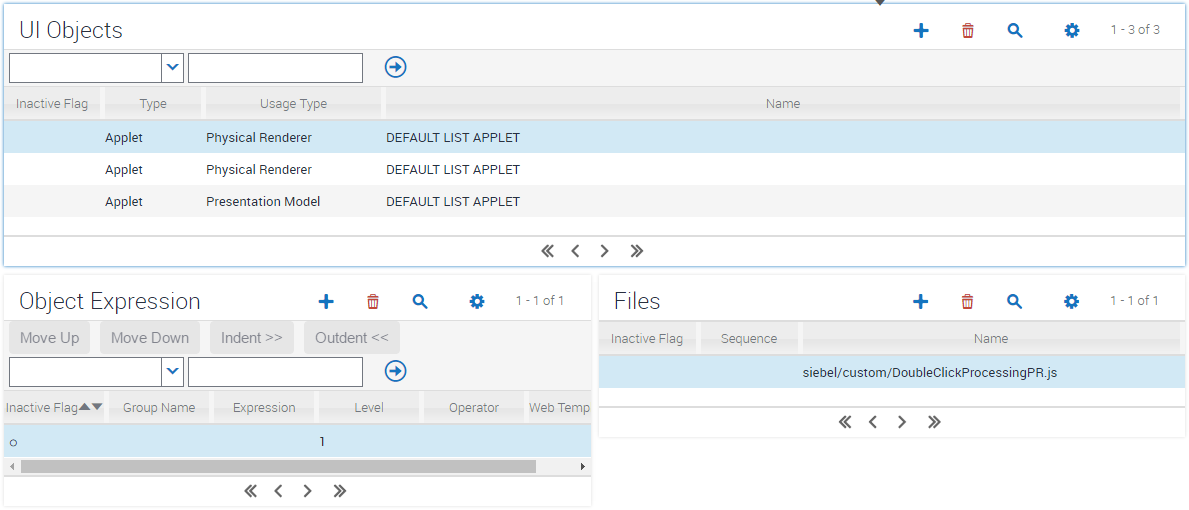 UI Objects 1 - 3 of 3
Inactive Flag Type Usage Type Name
Applet Physical Renderer DEFAULT LIST APPLET
Applet Physical Renderer DEFAULT LIST APPLET
Applet Presentation Model DEFAULT LIST APPLET
Object Expression 1 - 1 of 1
Move Up Move Down Indent >> Outdent <<
Inactive Flag Group Name Expression Level Operator Web Temp
1
Files 1 - 1 of 1
Inactive Flag Sequence Name
siebel/custom/DoubleClickProcessingPR.js